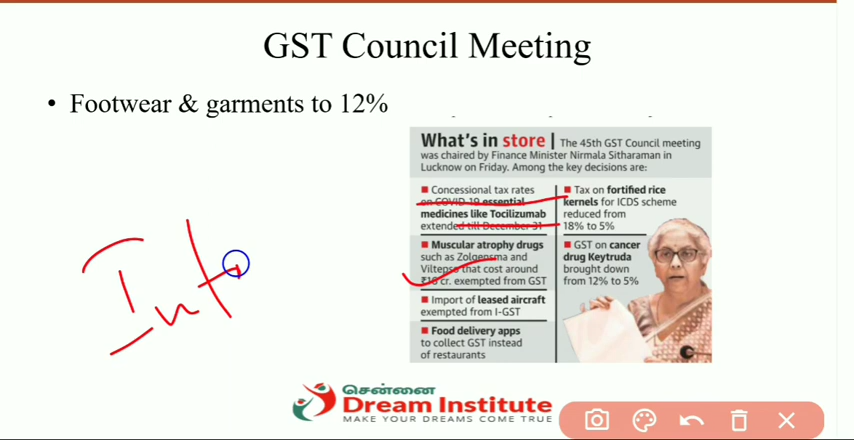 GST Council Meeting
• Footwear & garments to 12%
What's in store | The 45th GST Council meeting
was chaired by Finance Minister Nirmala Sitharaman in
Lucknow on Friday. Among the key decisions are:
■ Concessional tax rates
on COVID-19 essential
medicines like Tocilizumab
extended till December 31
■ Muscular atrophy drugs
such as Zolgensma and
Viltepso that cost around
₹16 cr. exempted from GST
■ Import of leased aircraft
exempted from I-GST
■ Food delivery apps
to collect GST instead
of restaurants
■ Tax on fortified rice
kernels for ICDS scheme
reduced from
18% to 5%
■ GST on cancer
drug Keytruda
brought down
from 12% to 5%
சென்னை
Dream Institute
MAKE YOUR DREAMS COME TRUE